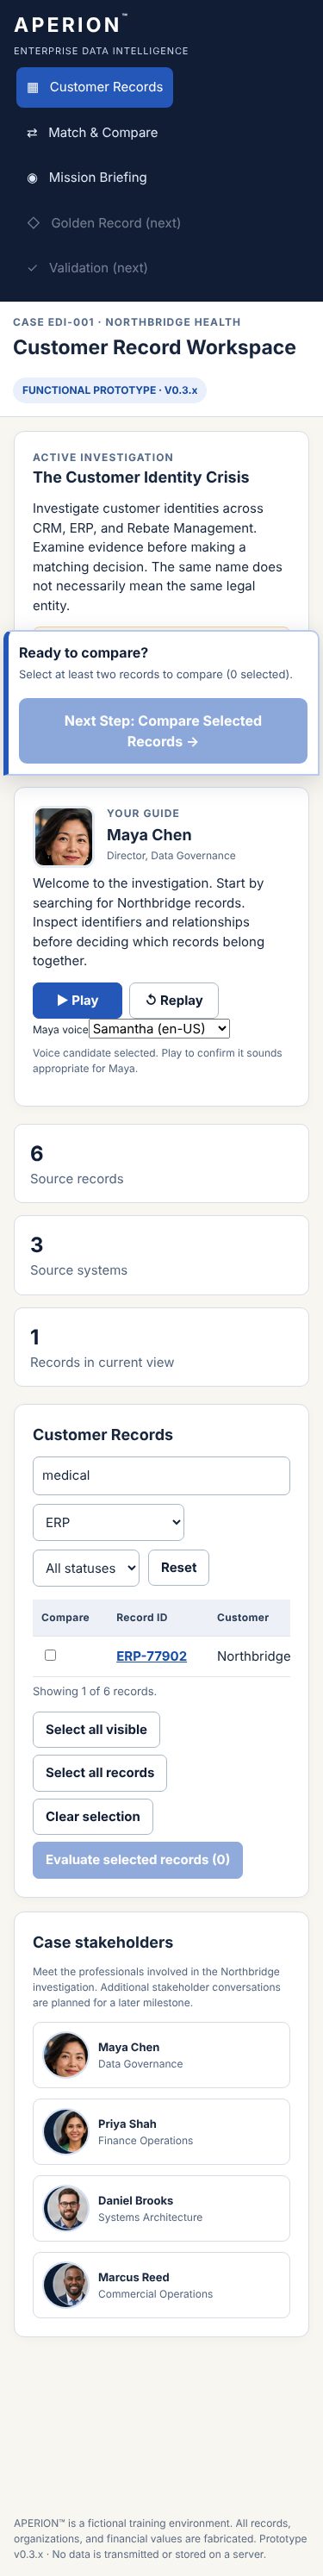 APERION™
ENTERPRISE DATA INTELLIGENCE
Customer Records
Match & Compare
Mission Briefing
Golden Record (next)
Validation (next)
CASE EDI-001 · NORTHBRIDGE HEALTH
Customer Record Workspace
FUNCTIONAL PROTOTYPE · V0.3.x
ACTIVE INVESTIGATION
The Customer Identity Crisis
Investigate customer identities across
CRM, ERP, and Rebate Management.
Examine evidence before making a
matching decision. The same name does
not necessarily mean the same legal
entity.
Ready to compare?
Select at least two records to compare (0 selected).
Next Step: Compare Selected
Records →
YOUR GUIDE
Maya Chen
Director, Data Governance
Welcome to the investigation. Start by
searching for Northbridge records.
Inspect identifiers and relationships
before deciding which records belong
together.
▶ Play
↺ Replay
Maya voice Samantha (en-US)
Voice candidate selected. Play to confirm it sounds
appropriate for Maya.
6
Source records
3
Source systems
1
Records in current view
Customer Records
medical
ERP
All statuses
Reset
Compare Record ID Customer
ERP-77902 Northbridge
Showing 1 of 6 records.
Select all visible
Select all records
Clear selection
Evaluate selected records (0)
Case stakeholders
Meet the professionals involved in the Northbridge
investigation. Additional stakeholder conversations
are planned for a later milestone.
Maya Chen
Data Governance
Priya Shah
Finance Operations
Daniel Brooks
Systems Architecture
Marcus Reed
Commercial Operations
APERION™ is a fictional training environment. All records,
organizations, and financial values are fabricated. Prototype
v0.3.x · No data is transmitted or stored on a server.